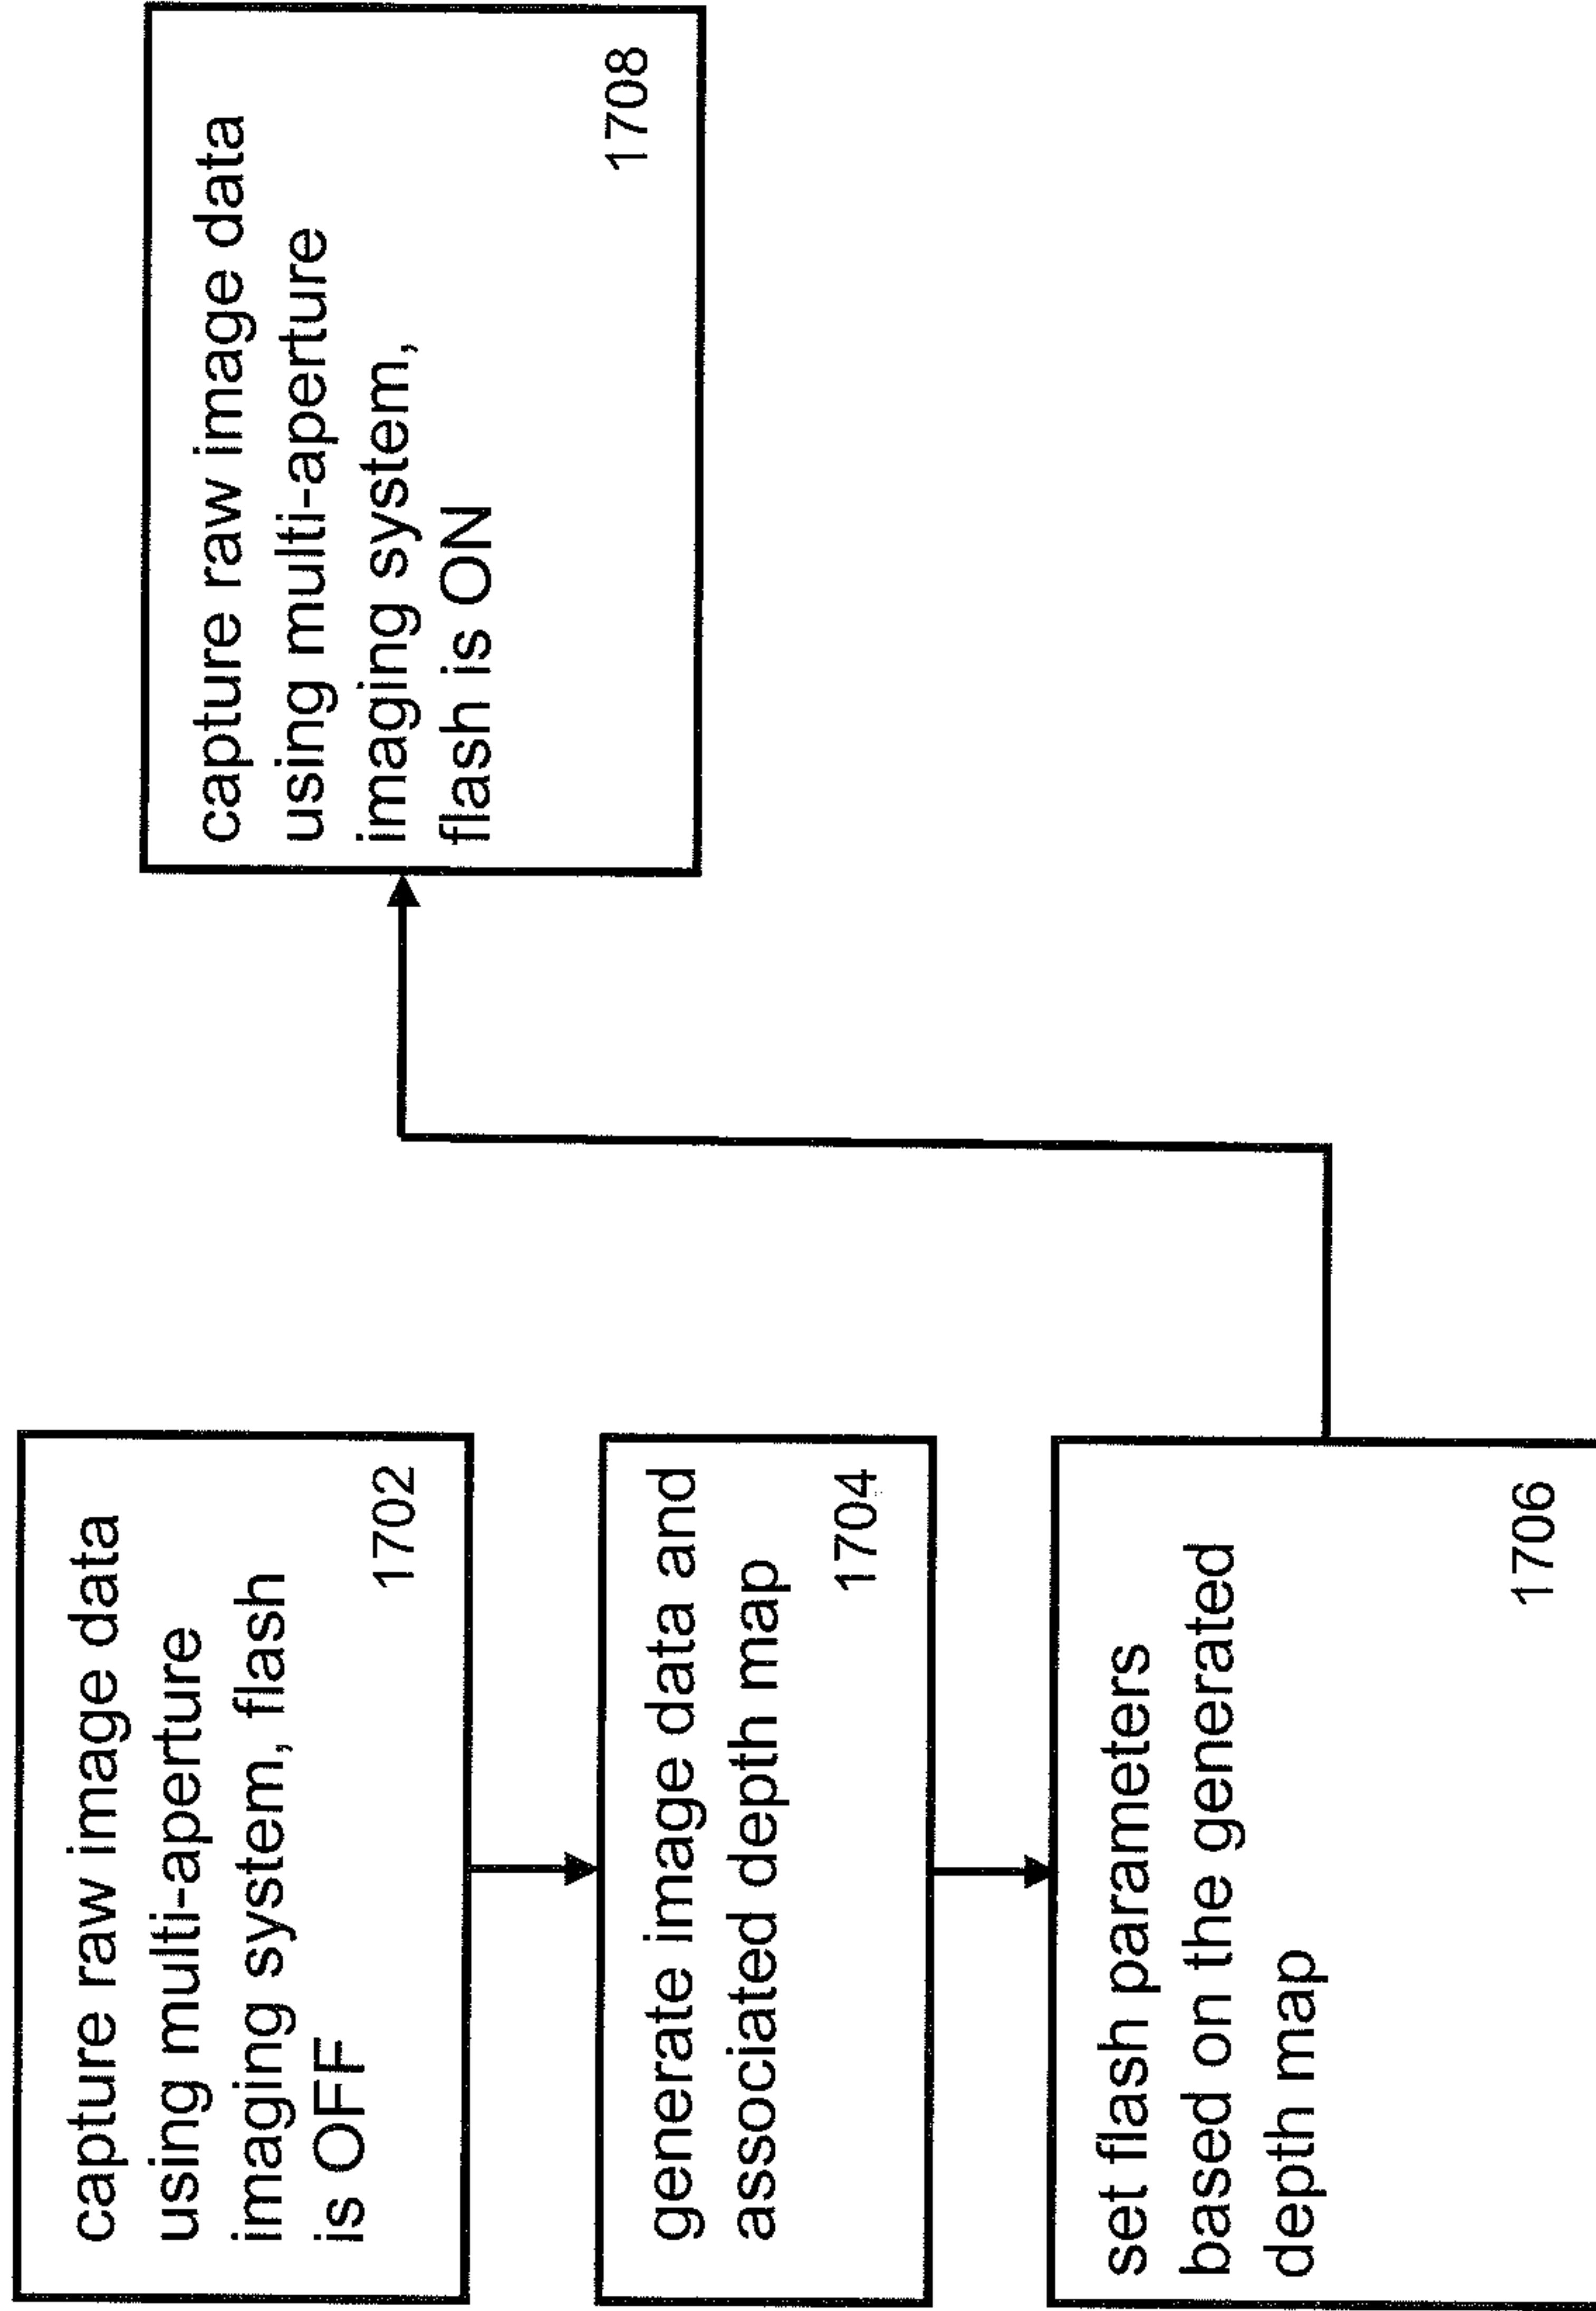 capture raw image data
using multi-aperture
imaging system, flash
is OFF
1702
generate image data and
associated depth map
1704
set flash parameters
based on the generated
depth map
1706
capture raw image data
using multi-aperture
imaging system,
flash is ON
1708